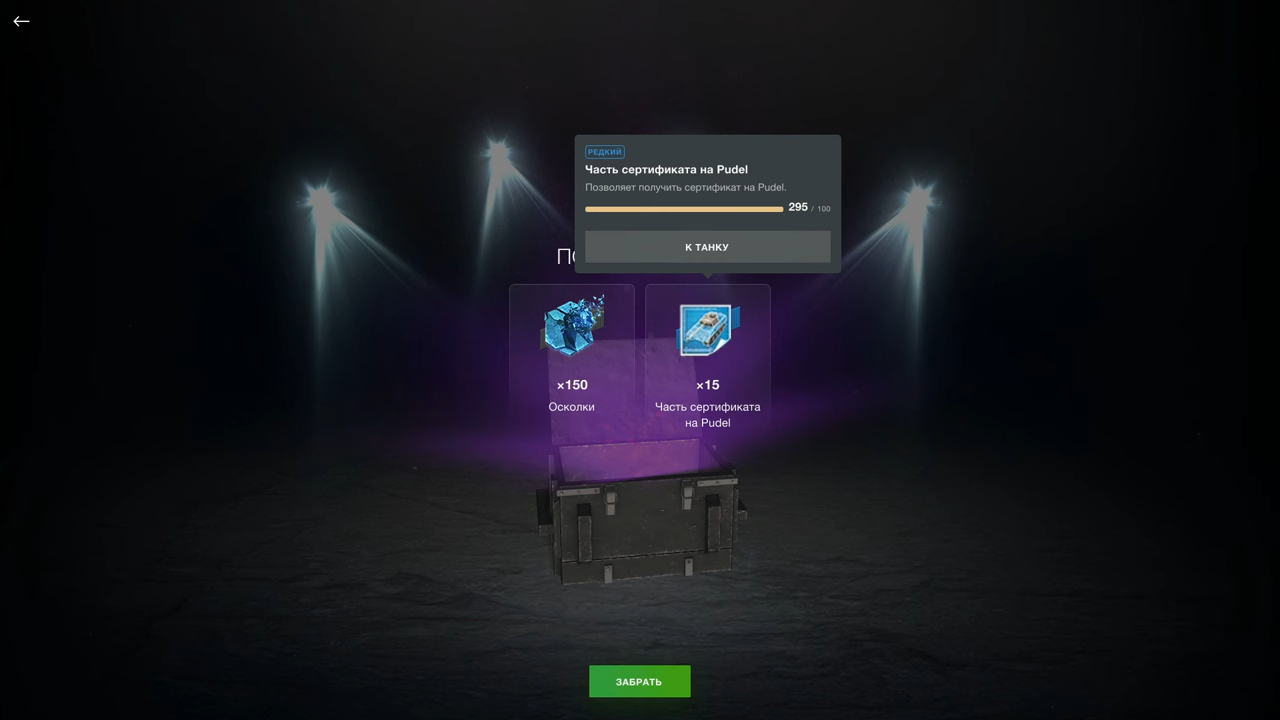 РЕДКИЙ
Часть сертификата на Pudel
Позволяет получить сертификат на Pudel.
295 / 100
К ТАНКУ
×150
Осколки
×15
Часть сертификата
на Pudel
ЗАБРАТЬ